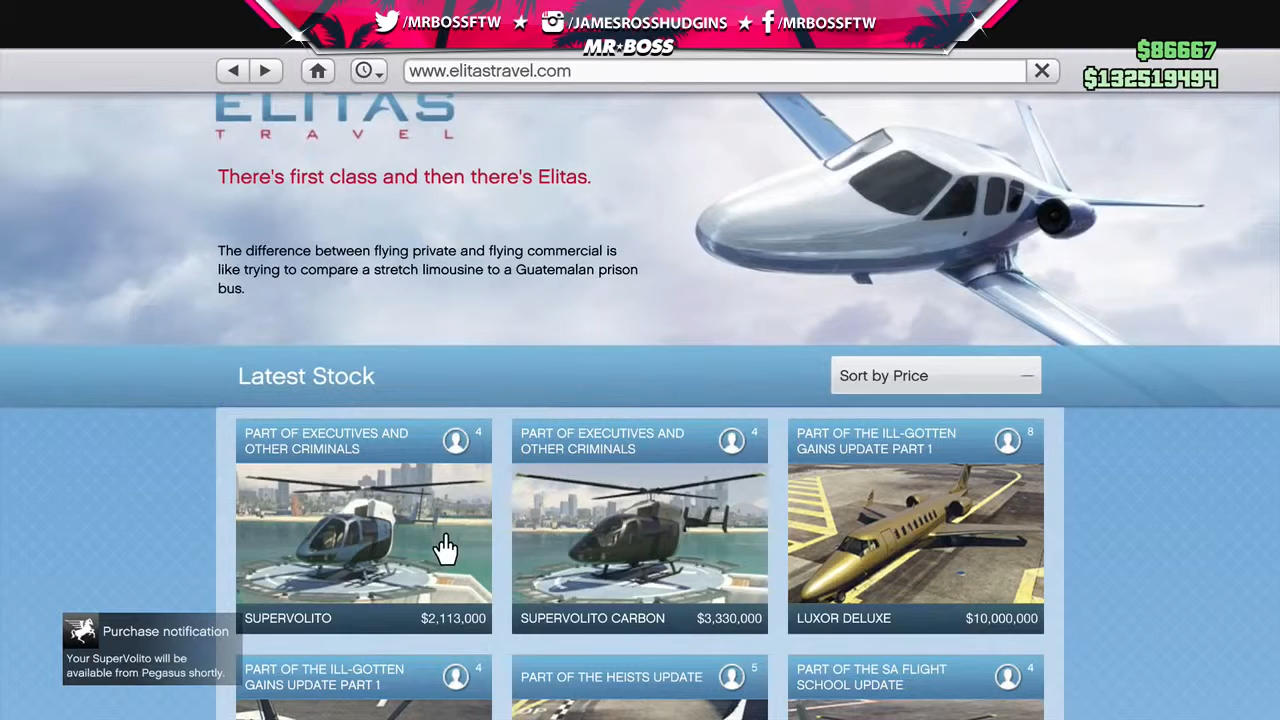 /MRBOSSFTW ★ /JAMESROSSHUDGINS ★ /MRBOSSFTW
MR★BOSS
$86667
$132519494
www.elitastravel.com
ELITAS
TRAVEL
There's first class and then there's Elitas.
The difference between flying private and flying commercial is
like trying to compare a stretch limousine to a Guatemalan prison
bus.
Latest Stock
Sort by Price
PART OF EXECUTIVES AND
OTHER CRIMINALS
4
SUPERVOLITO
$2,113,000
PART OF EXECUTIVES AND
OTHER CRIMINALS
4
SUPERVOLITO CARBON
$3,330,000
PART OF THE ILL-GOTTEN
GAINS UPDATE PART 1
8
LUXOR DELUXE
$10,000,000
Purchase notification
Your SuperVolito will be
available from Pegasus shortly.
PART OF THE ILL-GOTTEN
GAINS UPDATE PART 1
4
PART OF THE HEISTS UPDATE
5
PART OF THE SA FLIGHT
SCHOOL UPDATE
4